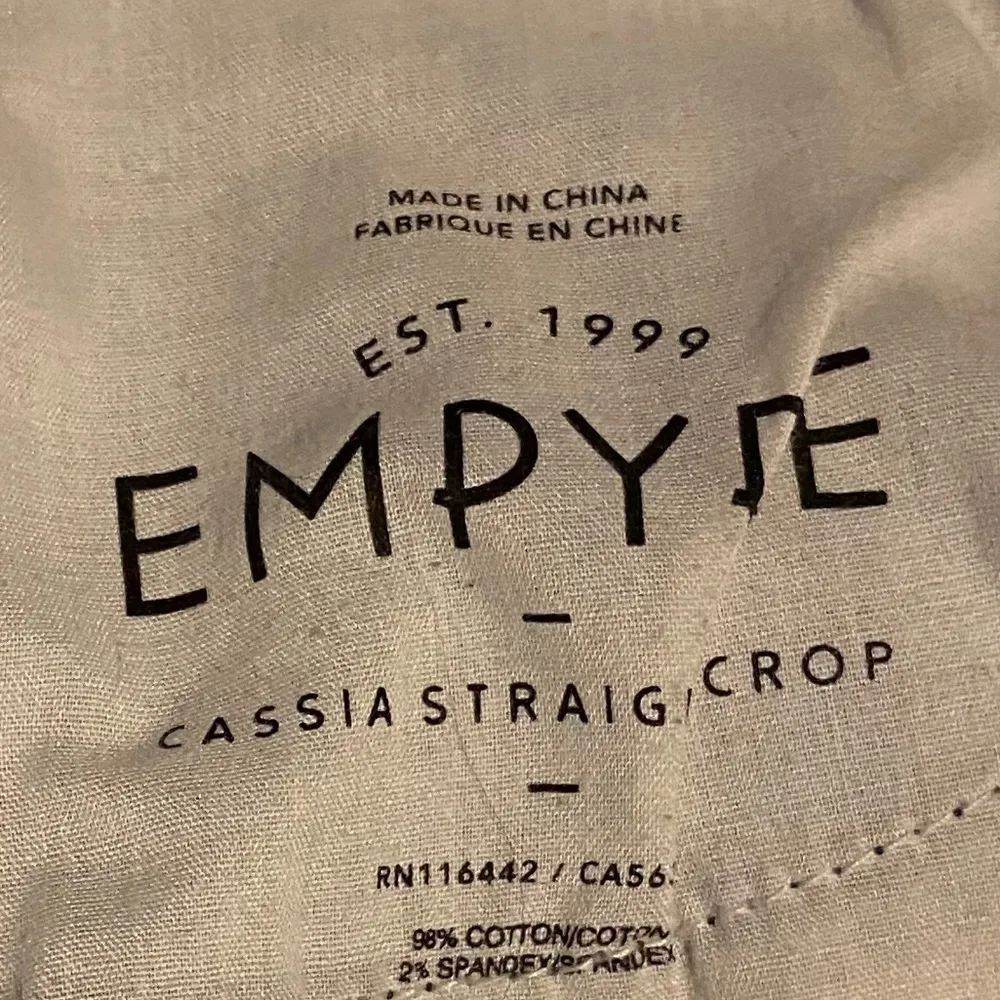 MADE IN CHINA
FABRIQUE EN CHINE
EST. 1999
EMPYRE
CASSIA STRAIG CROP
RN116442 / CA56
98% COTTON/COTON
2% SPANDEX/SPANDEX